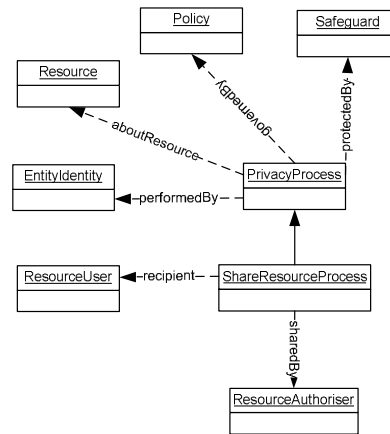 Policy
Safeguard
Resource
governedBy
protectedBy
aboutResource
PrivacyProcess
EntityIdentity
performedBy
ResourceUser
recipient
ShareResourceProcess
sharedBy
ResourceAuthoriser